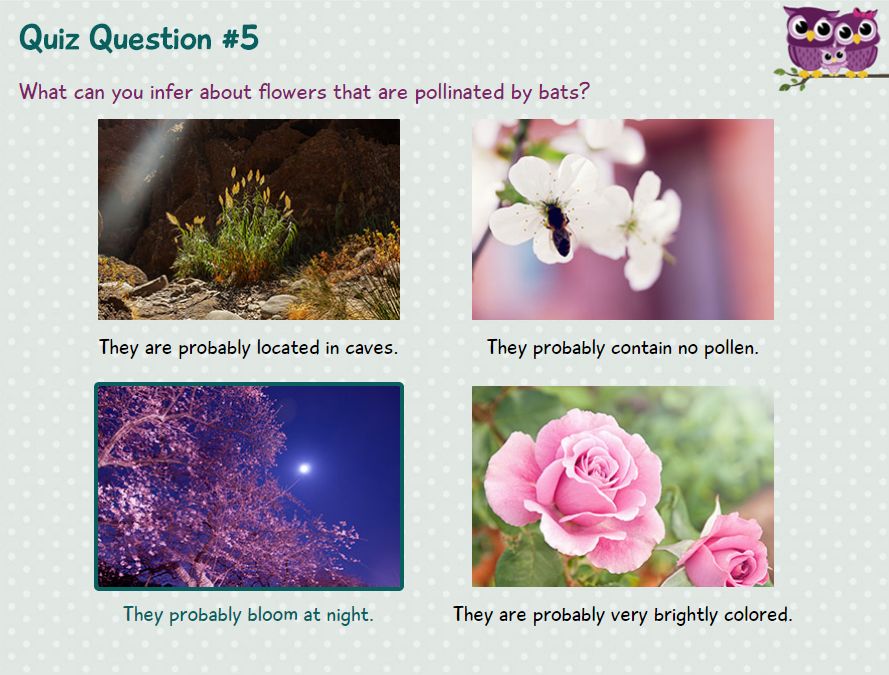 Quiz Question #5
What can you infer about flowers that are pollinated by bats?
They are probably located in caves.
They probably contain no pollen.
They probably bloom at night.
They are probably very brightly colored.